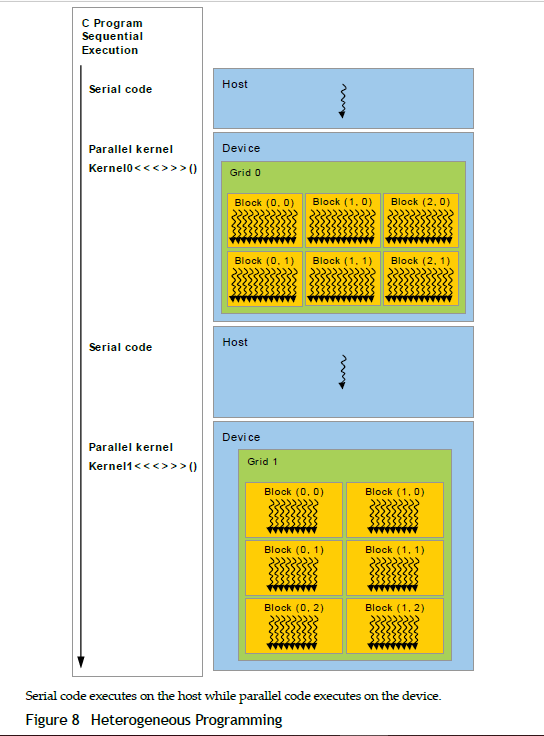 C Program
Sequential
Execution
Serial code
Host
Parallel kernel
Kernel0<<<>>>()
Device
Grid 0
Block (0, 0) Block (1, 0) Block (2, 0)
Block (0, 1) Block (1, 1) Block (2, 1)
Serial code
Host
Parallel kernel
Kernel1<<<>>>()
Device
Grid 1
Block (0, 0) Block (1, 0)
Block (0, 1) Block (1, 1)
Block (0, 2) Block (1, 2)
Serial code executes on the host while parallel code executes on the device.
Figure 8 Heterogeneous Programming